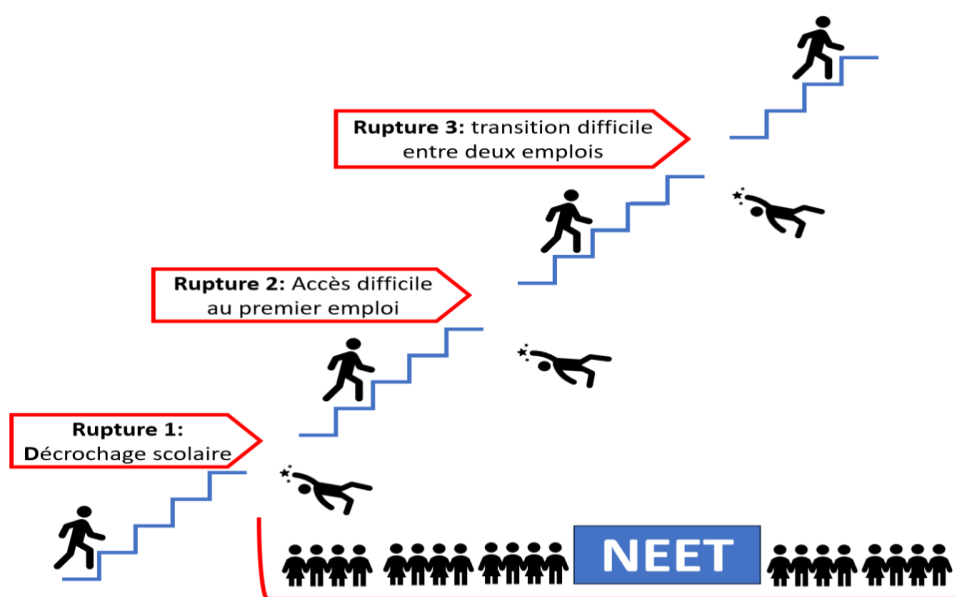 Rupture 3: transition difficile
entre deux emplois
Rupture 2: Accès difficile
au premier emploi
Rupture 1:
Décrochage scolaire
NEET